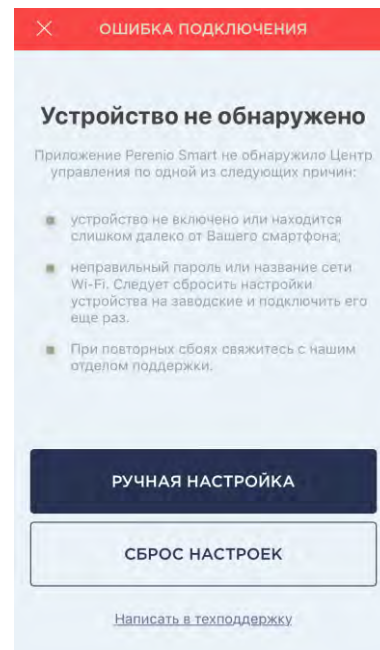 ОШИБКА ПОДКЛЮЧЕНИЯ
Устройство не обнаружено
Приложение Perenio Smart не обнаружило Центр
управления по одной из следующих причин:
устройство не включено или находится
слишком далеко от Вашего смартфона;
неправильный пароль или название сети
Wi-Fi. Следует сбросить настройки
устройства на заводские и подключить его
еще раз.
При повторных сбоях свяжитесь с нашим
отделом поддержки.
РУЧНАЯ НАСТРОЙКА
СБРОС НАСТРОЕК
Написать в техподдержку